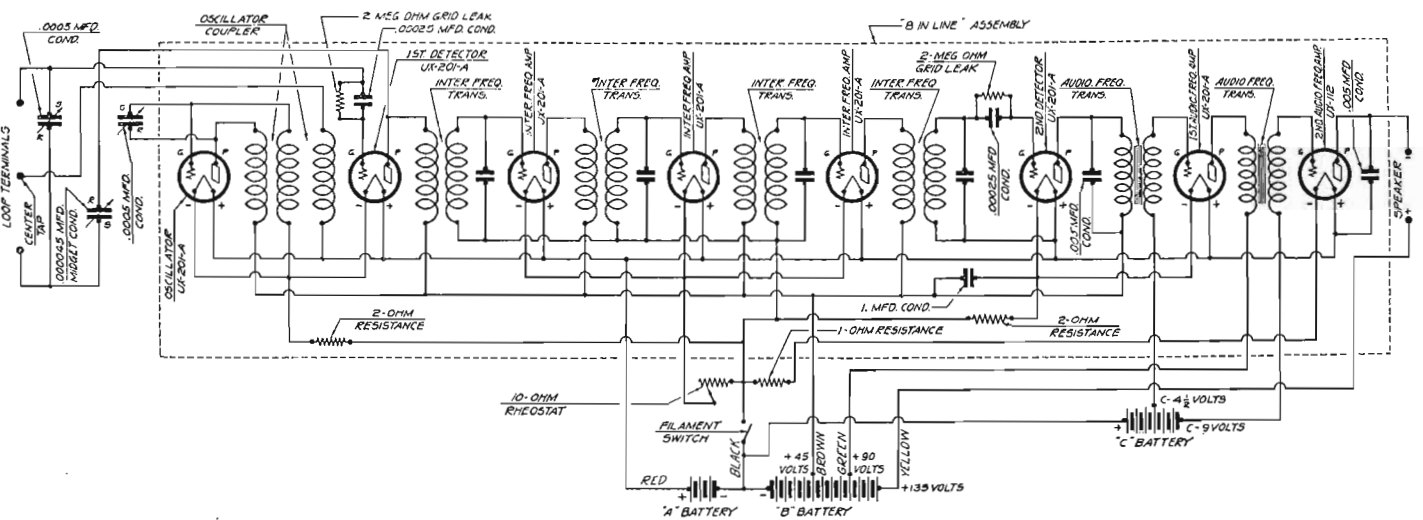 .0005 MFD.
COND.
OSCILLATOR
COUPLER
2 MEG OHM GRID LEAK
.00025 MFD. COND.
1ST DETECTOR
UX-201-A
"8 IN LINE" ASSEMBLY
INTER FREQ.
TRANS.
INTER FREQ AMP
UX-201-A
INTER FREQ.
TRANS.
INTER FREQ. AMP
UX-201-A
INTER FREQ.
TRANS.
INTER FREQ. AMP
UX-201-A
INTER FREQ.
TRANS.
2-MEG OHM
GRID LEAK
2ND DETECTOR
UX-201-A
AUDIO FREQ.
TRANS.
1ST AUDIO FREQ AMP
UX-201-A
AUDIO FREQ.
TRANS.
2ND AUDIO FREQ. AMP
UX-112
.005 MFD.
COND
S
R
G
S
R
R
S
G
P
G
P
G
P
G
P
G
P
G
P
G
P
G
P
- +
- +
- +
- +
- +
- +
- +
- +
LOOP TERMINALS
CENTER
TAP
.000045 MFD.
MIDGET COND.
.0005 MFD.
COND.
OSCILLATOR
UX-201-A
.00025 MFD
COND.
.005 MFD.
COND.
SPEAKER
-
+
1. MFD. COND.
2-OHM
RESISTANCE
1-OHM RESISTANCE
2-OHM
RESISTANCE
10-OHM
RHEOSTAT
FILAMENT
SWITCH
BLACK
+45
VOLTS
BROWN
GREEN
+90
VOLTS
YELLOW
C-4½ VOLTS
+
C-9 VOLTS
"C" BATTERY
RED
+ -
-
+135 VOLTS
"A" BATTERY
"B" BATTERY